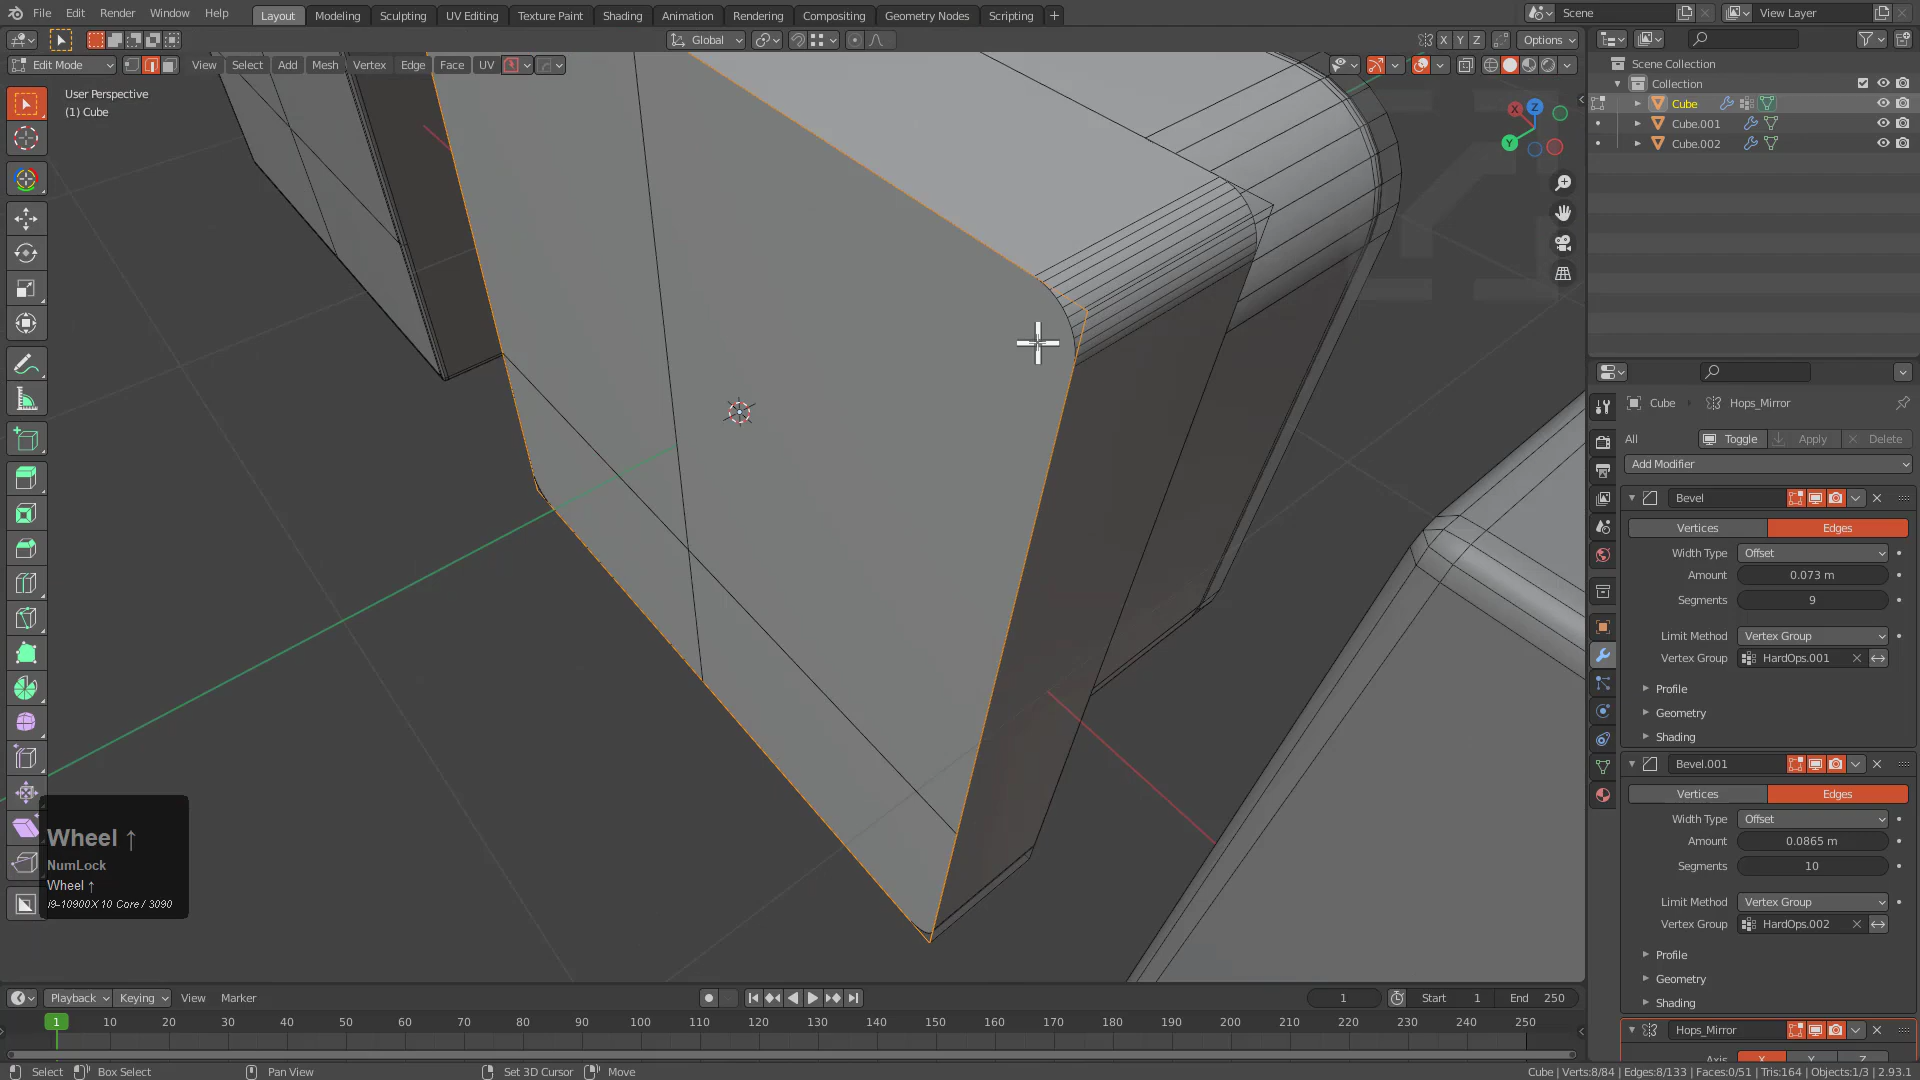 File Edit Render Window Help
Layout Modeling Sculpting UV Editing Texture Paint Shading Animation Rendering Compositing Geometry Nodes Scripting +
Scene
View Layer
Global
X Y Z
Options
Edit Mode
View Select Add Mesh Vertex Edge Face UV
User Perspective
(1) Cube
X Z Y
Scene Collection
Collection
Cube
Cube.001
Cube.002
Cube Hops_Mirror
All Toggle Apply Delete
Add Modifier
Bevel
Vertices Edges
Width Type Offset
Amount 0.073 m
Segments 9
Limit Method Vertex Group
Vertex Group HardOps.001
Profile
Geometry
Shading
Bevel.001
Vertices Edges
Width Type Offset
Amount 0.0865 m
Segments 10
Limit Method Vertex Group
Vertex Group HardOps.002
Profile
Geometry
Shading
Hops_Mirror
Axis X Y Z
Wheel ↑
NumLock
Wheel ↑
i9-10900X 10 Core / 3090
Playback Keying View Marker
1 Start 1 End 250
1 10 20 30 40 50 60 70 80 90 100 110 120 130 140 150 160 170 180 190 200 210 220 230 240 250
Select Box Select Pan View Set 3D Cursor Move
Cube | Verts:8/84 | Edges:8/133 | Faces:0/51 | Tris:164 | Objects:1/3 | 2.93.1